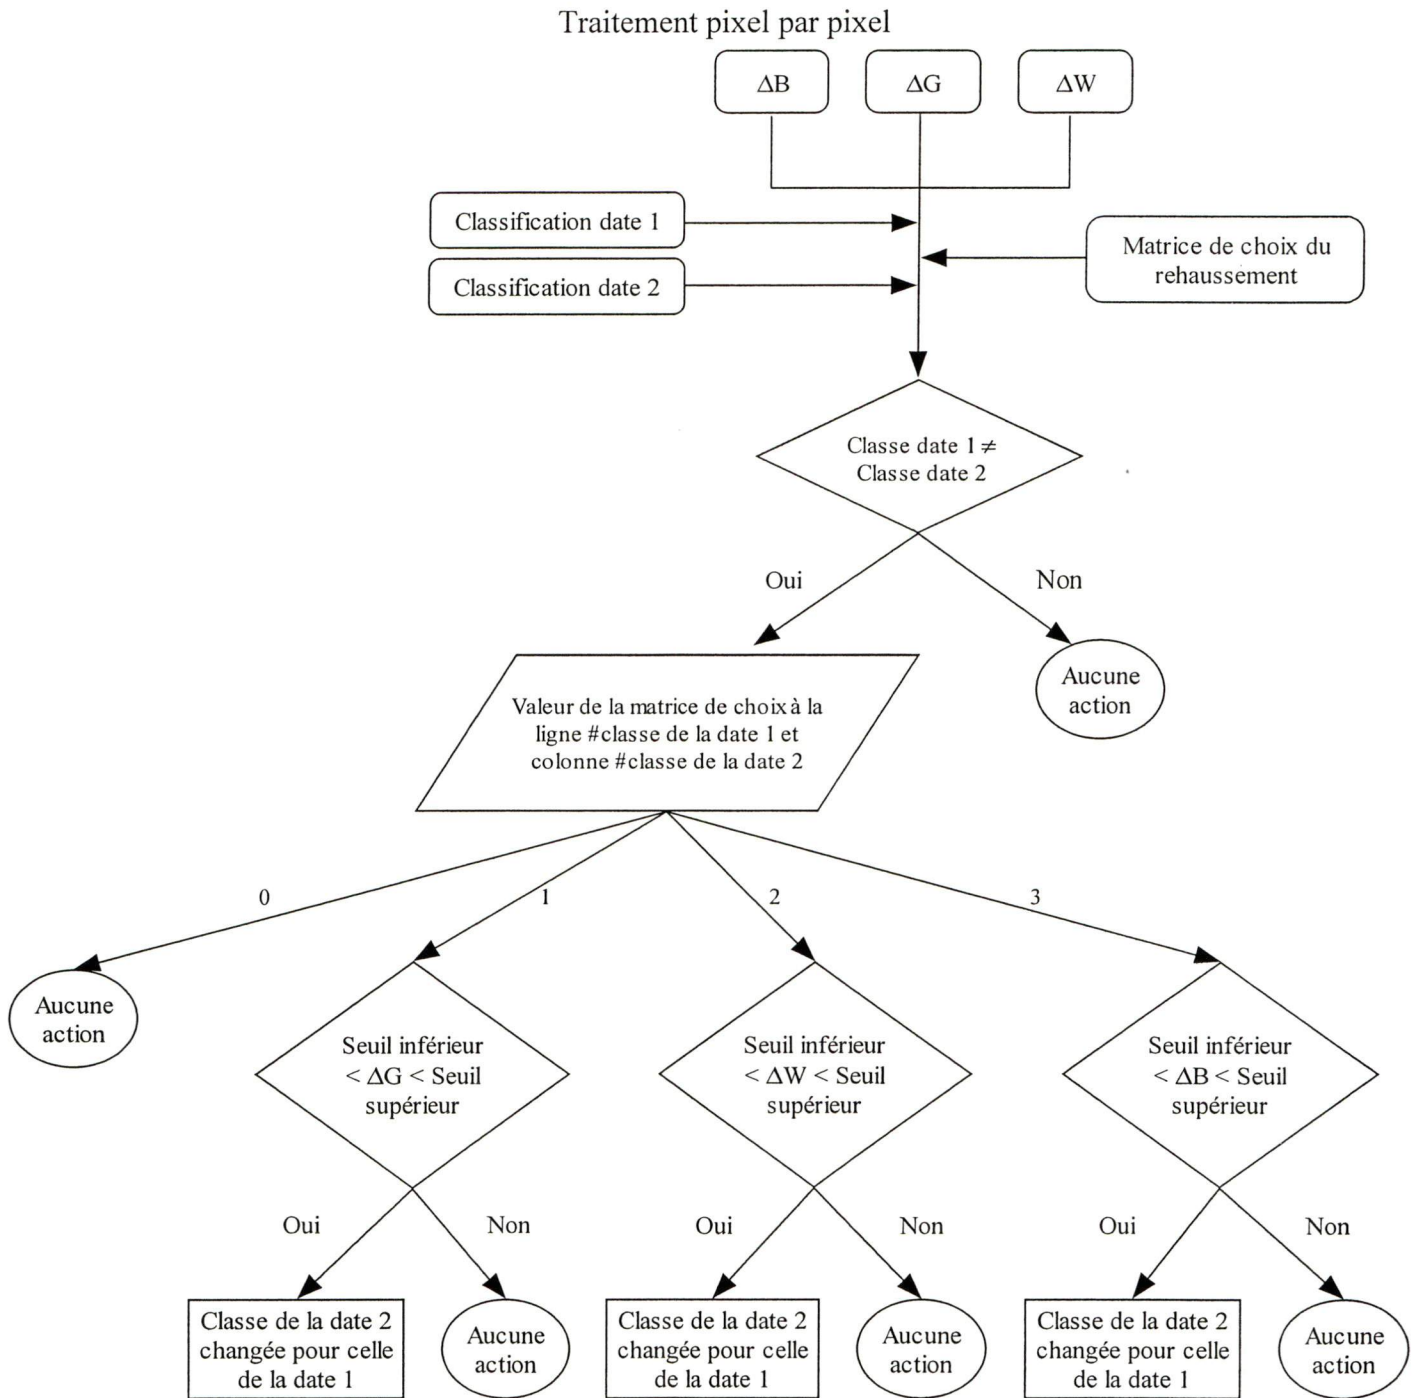 Traitement pixel par pixel
ΔB
ΔG
ΔW
Classification date 1
Classification date 2
Matrice de choix du
rehaussement
Classe date 1 ≠
Classe date 2
Oui
Non
Aucune
action
Valeur de la matrice de choix à la
ligne #classe de la date 1 et
colonne #classe de la date 2
0
1
2
3
Aucune
action
Seuil inférieur
< ΔG < Seuil
supérieur
Seuil inférieur
< ΔW < Seuil
supérieur
Seuil inférieur
< ΔB < Seuil
supérieur
Oui
Non
Oui
Non
Oui
Non
Classe de la date 2
changée pour celle
de la date 1
Aucune
action
Classe de la date 2
changée pour celle
de la date 1
Aucune
action
Classe de la date 2
changée pour celle
de la date 1
Aucune
action